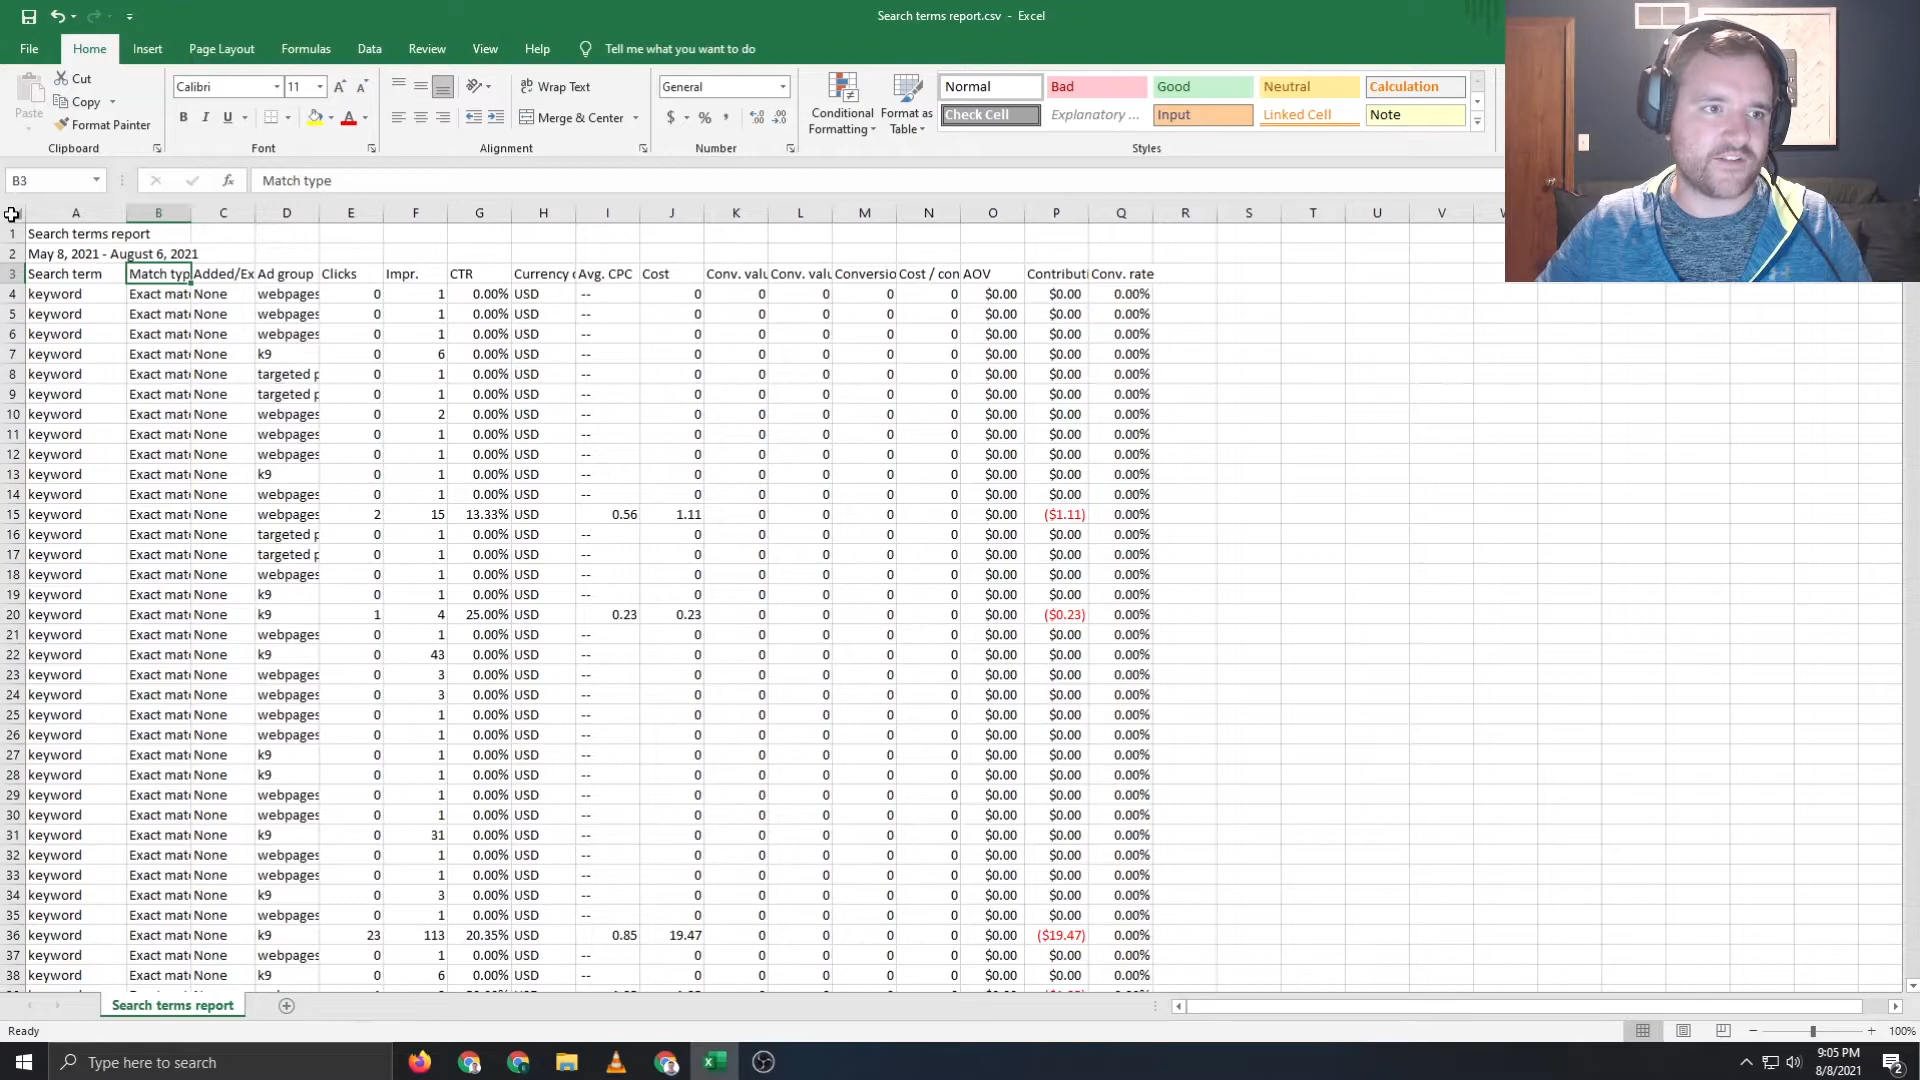 Search terms report.csv - Excel
File Home Insert Page Layout Formulas Data Review View Help Tell me what you want to do
Paste Cut Copy Format Painter Clipboard
Calibri 11 A A B I U A Font
Wrap Text Merge & Center Alignment
General $ % , Number
Conditional Formatting Format as Table
Normal Bad Good Neutral Calculation
Check Cell Explanatory ... Input Linked Cell Note
Styles
B3 fx Match type
A B C D E F G H I J K L M N O P Q R S T U V
1 Search terms report
2 May 8, 2021 - August 6, 2021
3 Search term Match typ Added/Ex Ad group Clicks Impr. CTR Currency c Avg. CPC Cost Conv. valu Conv. valu Conversio Cost / con AOV Contributi Conv. rate
4 keyword Exact mat None webpages 0 1 0.00% USD -- 0 0 0 0 0 $0.00 $0.00 0.00%
5 keyword Exact mat None webpages 0 1 0.00% USD -- 0 0 0 0 0 $0.00 $0.00 0.00%
6 keyword Exact mat None webpages 0 1 0.00% USD -- 0 0 0 0 0 $0.00 $0.00 0.00%
7 keyword Exact mat None k9 0 6 0.00% USD -- 0 0 0 0 0 $0.00 $0.00 0.00%
8 keyword Exact mat None targeted p 0 1 0.00% USD -- 0 0 0 0 0 $0.00 $0.00 0.00%
9 keyword Exact mat None targeted p 0 1 0.00% USD -- 0 0 0 0 0 $0.00 $0.00 0.00%
10 keyword Exact mat None webpages 0 2 0.00% USD -- 0 0 0 0 0 $0.00 $0.00 0.00%
11 keyword Exact mat None webpages 0 1 0.00% USD -- 0 0 0 0 0 $0.00 $0.00 0.00%
12 keyword Exact mat None webpages 0 1 0.00% USD -- 0 0 0 0 0 $0.00 $0.00 0.00%
13 keyword Exact mat None k9 0 1 0.00% USD -- 0 0 0 0 0 $0.00 $0.00 0.00%
14 keyword Exact mat None webpages 0 1 0.00% USD -- 0 0 0 0 0 $0.00 $0.00 0.00%
15 keyword Exact mat None webpages 2 15 13.33% USD 0.56 1.11 0 0 0 0 $0.00 ($1.11) 0.00%
16 keyword Exact mat None targeted p 0 1 0.00% USD -- 0 0 0 0 0 $0.00 $0.00 0.00%
17 keyword Exact mat None targeted p 0 1 0.00% USD -- 0 0 0 0 0 $0.00 $0.00 0.00%
18 keyword Exact mat None webpages 0 1 0.00% USD -- 0 0 0 0 0 $0.00 $0.00 0.00%
19 keyword Exact mat None k9 0 1 0.00% USD -- 0 0 0 0 0 $0.00 $0.00 0.00%
20 keyword Exact mat None k9 1 4 25.00% USD 0.23 0.23 0 0 0 0 $0.00 ($0.23) 0.00%
21 keyword Exact mat None webpages 0 1 0.00% USD -- 0 0 0 0 0 $0.00 $0.00 0.00%
22 keyword Exact mat None k9 0 43 0.00% USD -- 0 0 0 0 0 $0.00 $0.00 0.00%
23 keyword Exact mat None webpages 0 3 0.00% USD -- 0 0 0 0 0 $0.00 $0.00 0.00%
24 keyword Exact mat None webpages 0 3 0.00% USD -- 0 0 0 0 0 $0.00 $0.00 0.00%
25 keyword Exact mat None webpages 0 1 0.00% USD -- 0 0 0 0 0 $0.00 $0.00 0.00%
26 keyword Exact mat None webpages 0 1 0.00% USD -- 0 0 0 0 0 $0.00 $0.00 0.00%
27 keyword Exact mat None k9 0 1 0.00% USD -- 0 0 0 0 0 $0.00 $0.00 0.00%
28 keyword Exact mat None k9 0 1 0.00% USD -- 0 0 0 0 0 $0.00 $0.00 0.00%
29 keyword Exact mat None webpages 0 1 0.00% USD -- 0 0 0 0 0 $0.00 $0.00 0.00%
30 keyword Exact mat None webpages 0 1 0.00% USD -- 0 0 0 0 0 $0.00 $0.00 0.00%
31 keyword Exact mat None k9 0 31 0.00% USD -- 0 0 0 0 0 $0.00 $0.00 0.00%
32 keyword Exact mat None webpages 0 1 0.00% USD -- 0 0 0 0 0 $0.00 $0.00 0.00%
33 keyword Exact mat None webpages 0 1 0.00% USD -- 0 0 0 0 0 $0.00 $0.00 0.00%
34 keyword Exact mat None k9 0 3 0.00% USD -- 0 0 0 0 0 $0.00 $0.00 0.00%
35 keyword Exact mat None webpages 0 1 0.00% USD -- 0 0 0 0 0 $0.00 $0.00 0.00%
36 keyword Exact mat None k9 23 113 20.35% USD 0.85 19.47 0 0 0 0 $0.00 ($19.47) 0.00%
37 keyword Exact mat None webpages 0 1 0.00% USD -- 0 0 0 0 0 $0.00 $0.00 0.00%
38 keyword Exact mat None k9 0 6 0.00% USD -- 0 0 0 0 0 $0.00 $0.00 0.00%
Search terms report
Ready 100%
Type here to search
9:05 PM
8/8/2021
2